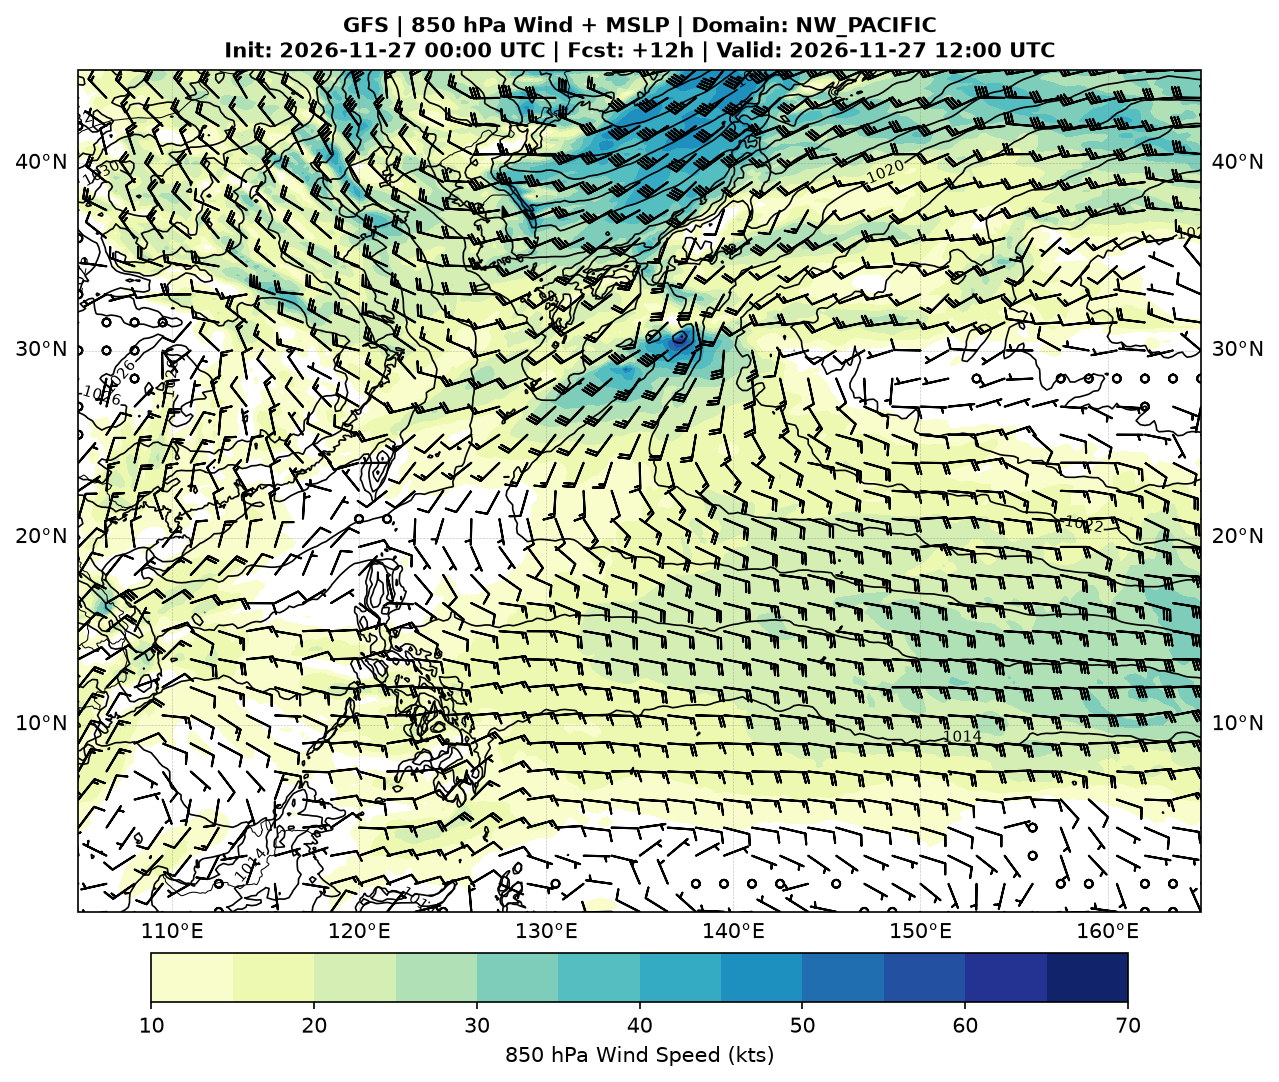 GFS | 850 hPa Wind + MSLP | Domain: NW_PACIFIC
Init: 2026-11-27 00:00 UTC | Fcst: +12h | Valid: 2026-11-27 12:00 UTC
40°N
40°N
30°N
30°N
20°N
20°N
10°N
10°N
1020
1026
1022
1014
1014
110°E
120°E
130°E
140°E
150°E
160°E
10
20
30
40
50
60
70
850 hPa Wind Speed (kts)